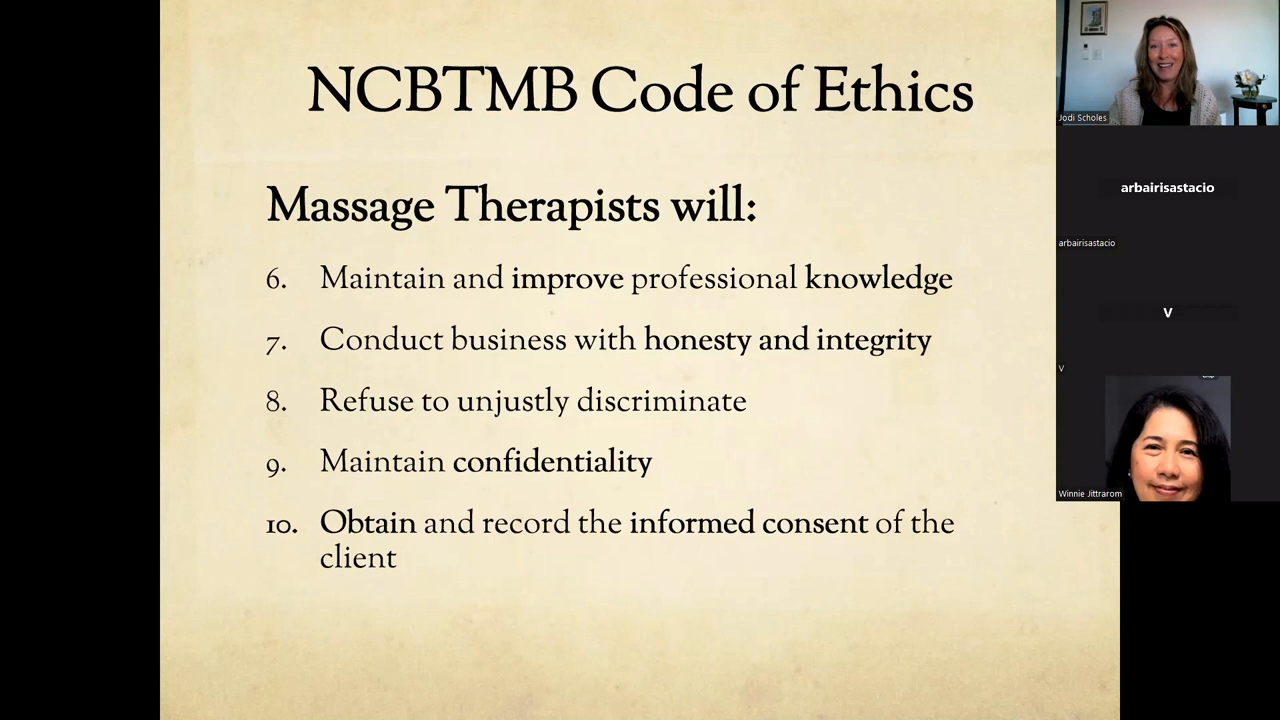 NCBTMB Code of Ethics
Massage Therapists will:
6. Maintain and improve professional knowledge
7. Conduct business with honesty and integrity
8. Refuse to unjustly discriminate
9. Maintain confidentiality
10. Obtain and record the informed consent of the
client
Jodi Scholes
arbairisastacio
arbairisastacio
V
V
Winnie Jittrarom